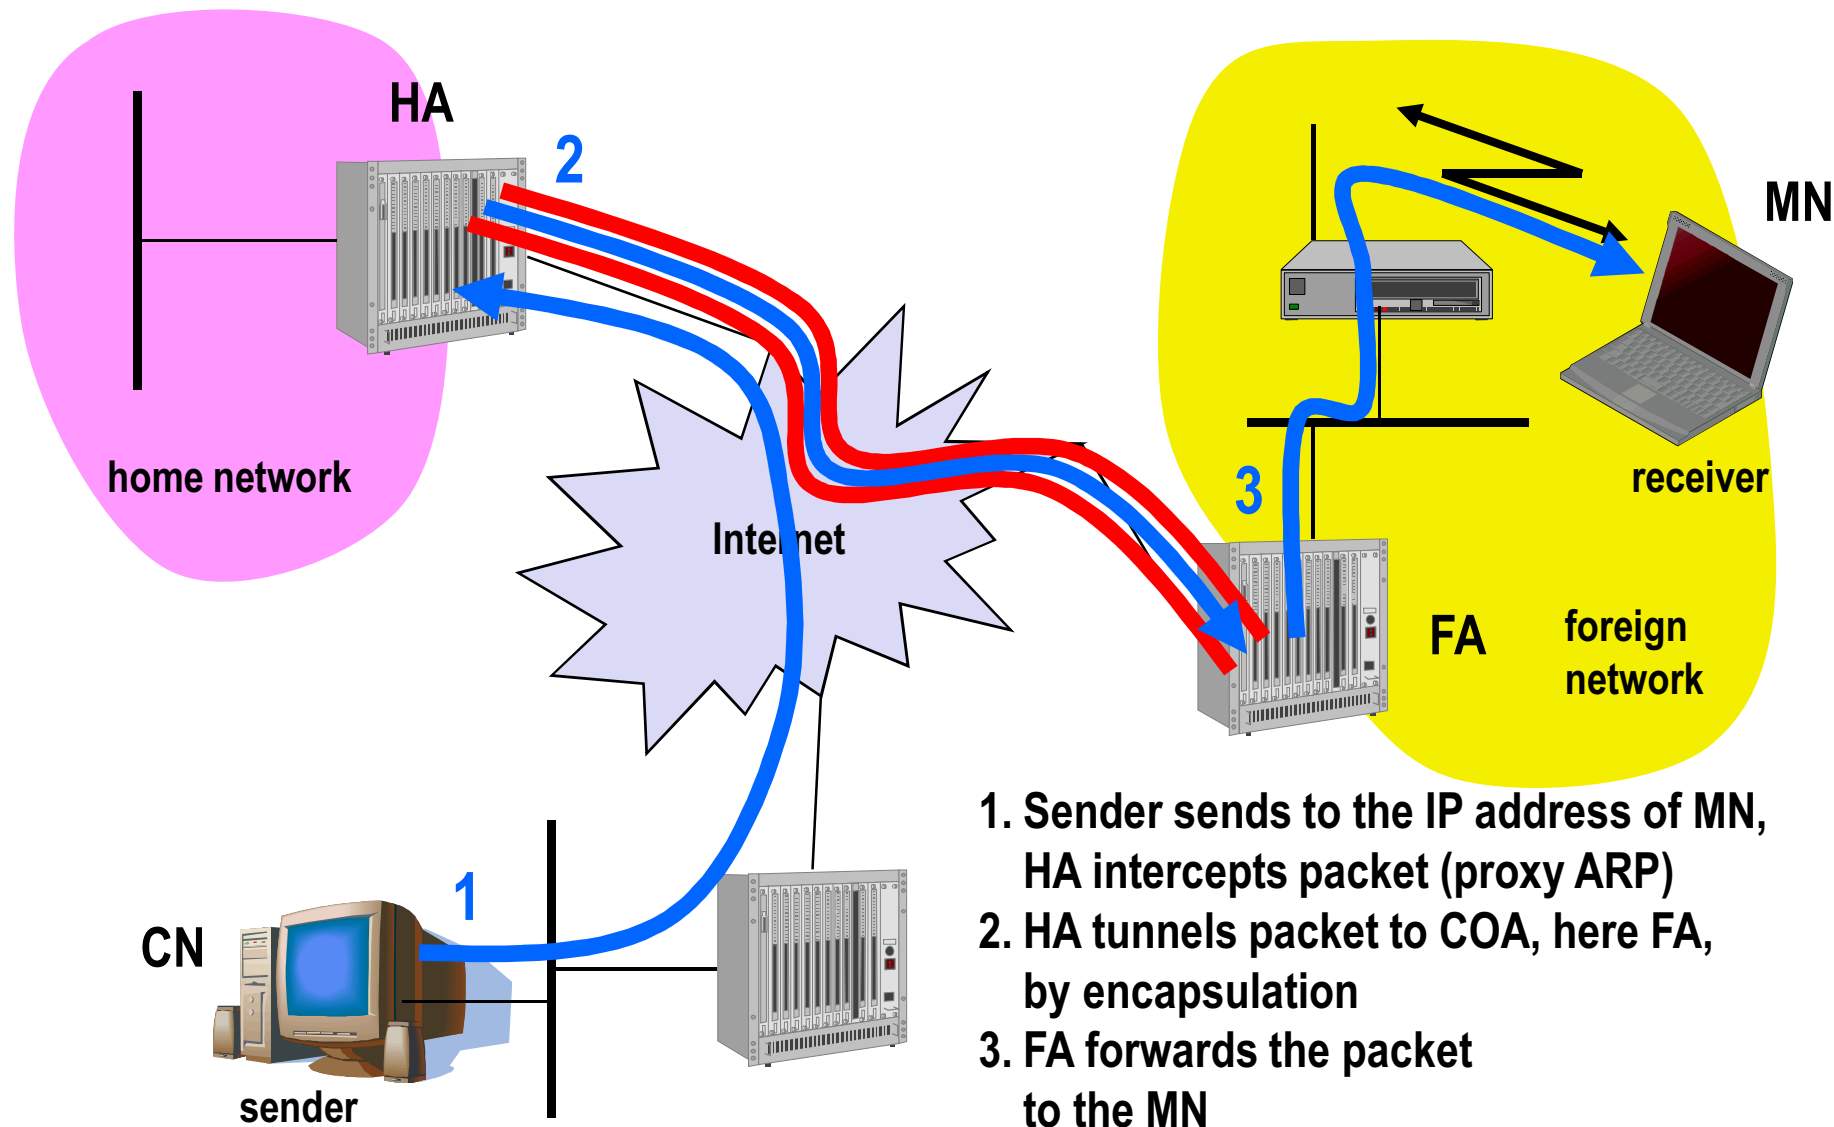 HA
2
MN
home network
receiver
3
Internet
FA
foreign
network
1
CN
sender
1. Sender sends to the IP address of MN,
HA intercepts packet (proxy ARP)
2. HA tunnels packet to COA, here FA,
by encapsulation
3. FA forwards the packet
to the MN